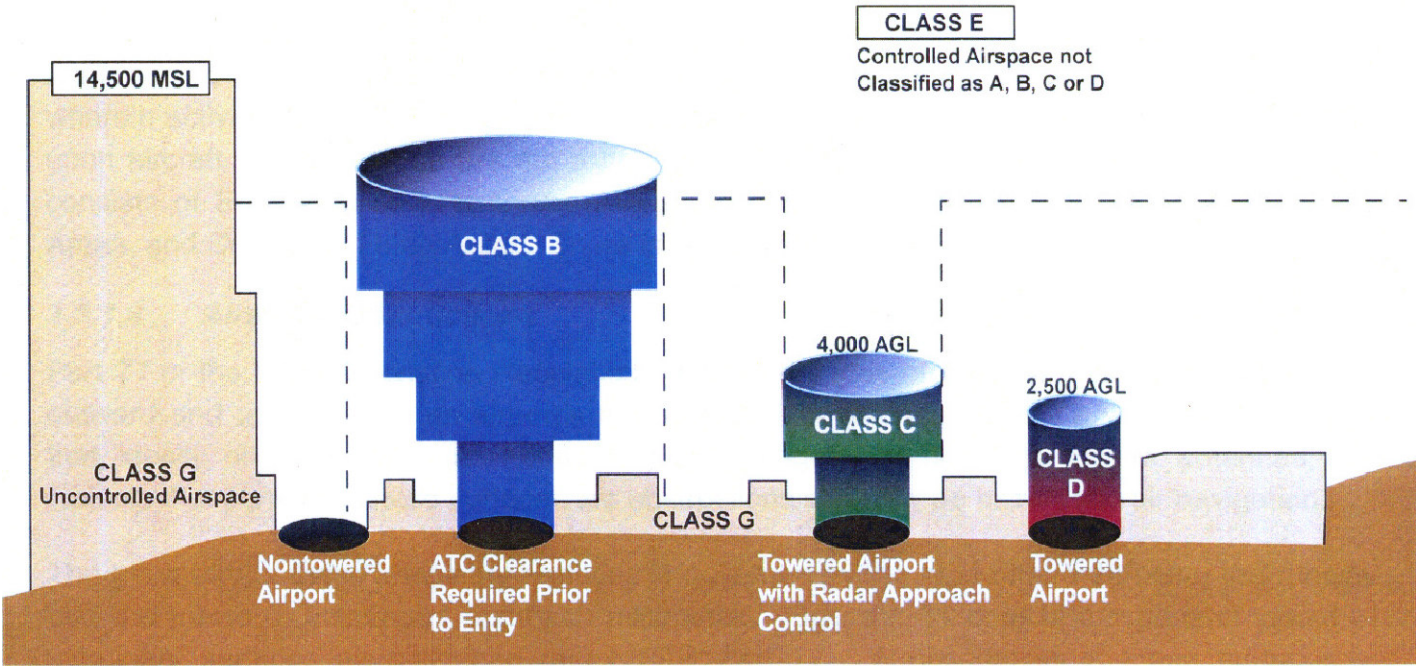 CLASS E
Controlled Airspace not
Classified as A, B, C or D
14,500 MSL
CLASS B
4,000 AGL
2,500 AGL
CLASS C
CLASS
D
CLASS G
Uncontrolled Airspace
CLASS G
Nontowered
Airport
ATC Clearance
Required Prior
to Entry
Towered Airport
with Radar Approach
Control
Towered
Airport